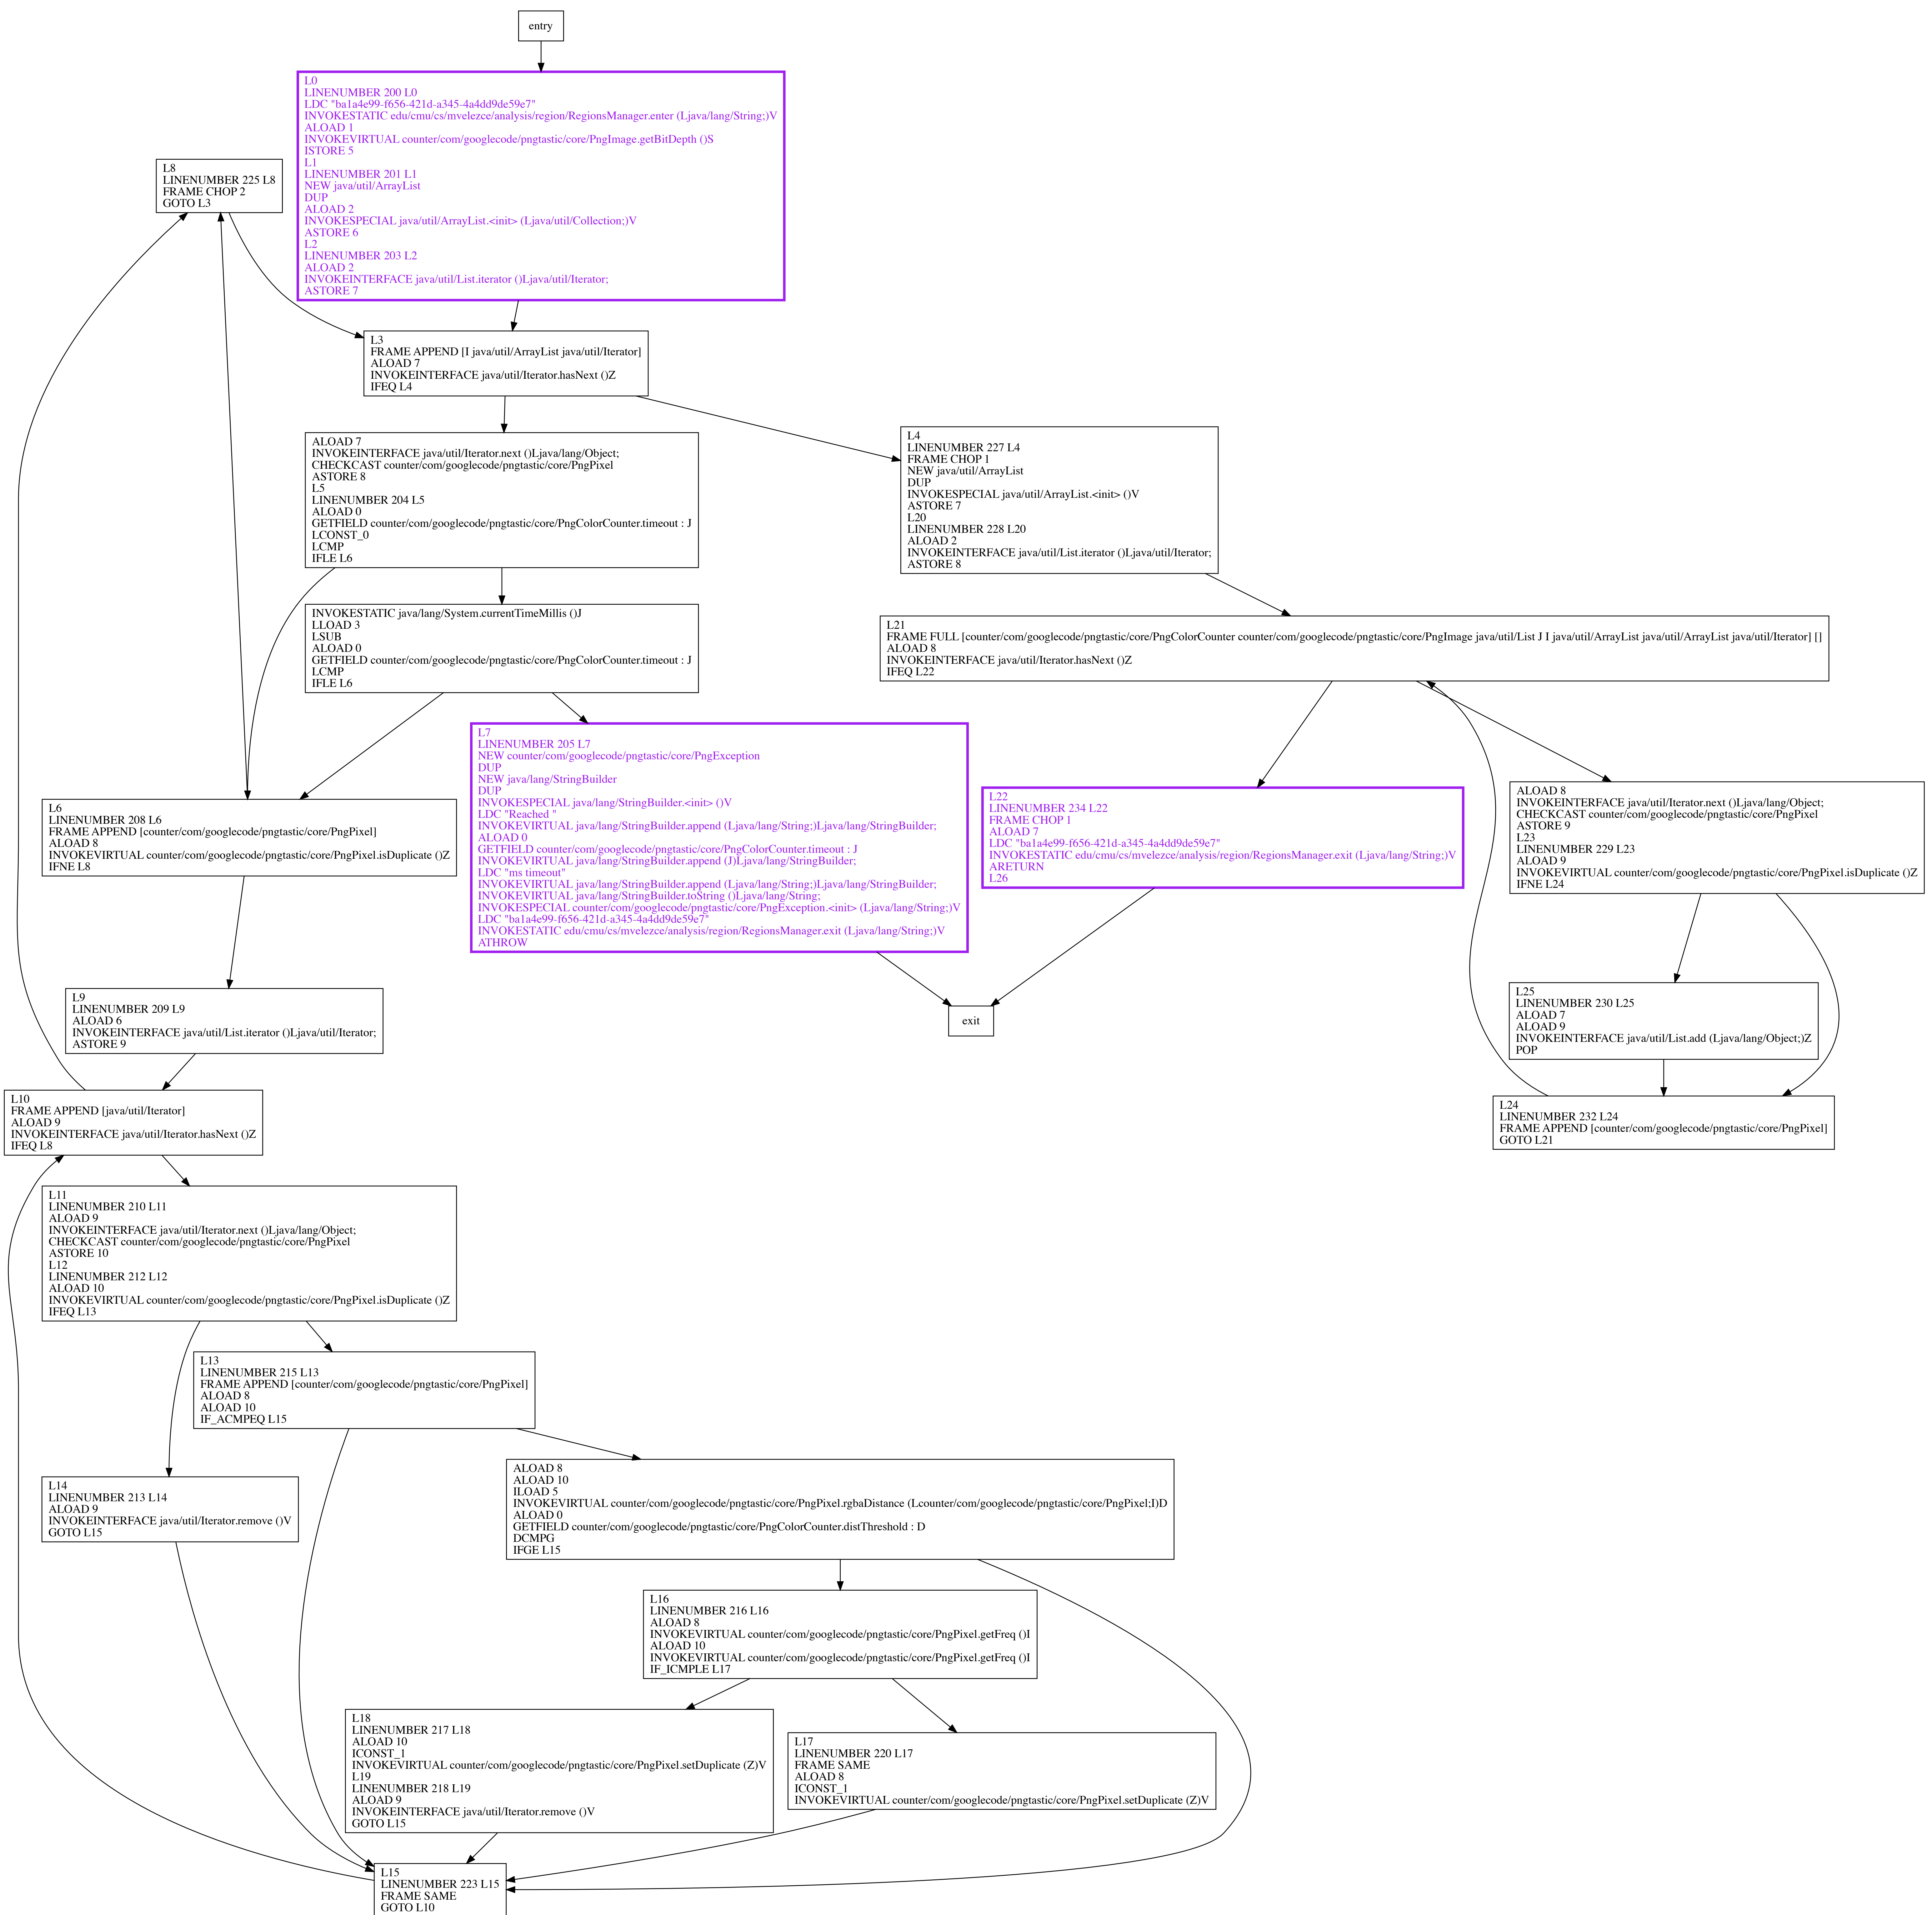 entry
L0
LINENUMBER 200 L0
LDC "ba1a4e99-f656-421d-a345-4a4dd9de59e7"
INVOKESTATIC edu/cmu/cs/mvelezce/analysis/region/RegionsManager.enter (Ljava/lang/String;)V
ALOAD 1
INVOKEVIRTUAL counter/com/googlecode/pngtastic/core/PngImage.getBitDepth ()S
ISTORE 5
L1
LINENUMBER 201 L1
NEW java/util/ArrayList
DUP
ALOAD 2
INVOKESPECIAL java/util/ArrayList.<init> (Ljava/util/Collection;)V
ASTORE 6
L2
LINENUMBER 203 L2
ALOAD 2
INVOKEINTERFACE java/util/List.iterator ()Ljava/util/Iterator;
ASTORE 7
L8
LINENUMBER 225 L8
FRAME CHOP 2
GOTO L3
L3
FRAME APPEND [I java/util/ArrayList java/util/Iterator]
ALOAD 7
INVOKEINTERFACE java/util/Iterator.hasNext ()Z
IFEQ L4
ALOAD 7
INVOKEINTERFACE java/util/Iterator.next ()Ljava/lang/Object;
CHECKCAST counter/com/googlecode/pngtastic/core/PngPixel
ASTORE 8
L5
LINENUMBER 204 L5
ALOAD 0
GETFIELD counter/com/googlecode/pngtastic/core/PngColorCounter.timeout : J
LCONST_0
LCMP
IFLE L6
L4
LINENUMBER 227 L4
FRAME CHOP 1
NEW java/util/ArrayList
DUP
INVOKESPECIAL java/util/ArrayList.<init> ()V
ASTORE 7
L20
LINENUMBER 228 L20
ALOAD 2
INVOKEINTERFACE java/util/List.iterator ()Ljava/util/Iterator;
ASTORE 8
INVOKESTATIC java/lang/System.currentTimeMillis ()J
LLOAD 3
LSUB
ALOAD 0
GETFIELD counter/com/googlecode/pngtastic/core/PngColorCounter.timeout : J
LCMP
IFLE L6
L21
FRAME FULL [counter/com/googlecode/pngtastic/core/PngColorCounter counter/com/googlecode/pngtastic/core/PngImage java/util/List J I java/util/ArrayList java/util/ArrayList java/util/Iterator] []
ALOAD 8
INVOKEINTERFACE java/util/Iterator.hasNext ()Z
IFEQ L22
L7
LINENUMBER 205 L7
NEW counter/com/googlecode/pngtastic/core/PngException
DUP
NEW java/lang/StringBuilder
DUP
INVOKESPECIAL java/lang/StringBuilder.<init> ()V
LDC "Reached "
INVOKEVIRTUAL java/lang/StringBuilder.append (Ljava/lang/String;)Ljava/lang/StringBuilder;
ALOAD 0
GETFIELD counter/com/googlecode/pngtastic/core/PngColorCounter.timeout : J
INVOKEVIRTUAL java/lang/StringBuilder.append (J)Ljava/lang/StringBuilder;
LDC "ms timeout"
INVOKEVIRTUAL java/lang/StringBuilder.append (Ljava/lang/String;)Ljava/lang/StringBuilder;
INVOKEVIRTUAL java/lang/StringBuilder.toString ()Ljava/lang/String;
INVOKESPECIAL counter/com/googlecode/pngtastic/core/PngException.<init> (Ljava/lang/String;)V
LDC "ba1a4e99-f656-421d-a345-4a4dd9de59e7"
INVOKESTATIC edu/cmu/cs/mvelezce/analysis/region/RegionsManager.exit (Ljava/lang/String;)V
ATHROW
L22
LINENUMBER 234 L22
FRAME CHOP 1
ALOAD 7
LDC "ba1a4e99-f656-421d-a345-4a4dd9de59e7"
INVOKESTATIC edu/cmu/cs/mvelezce/analysis/region/RegionsManager.exit (Ljava/lang/String;)V
ARETURN
L26
ALOAD 8
INVOKEINTERFACE java/util/Iterator.next ()Ljava/lang/Object;
CHECKCAST counter/com/googlecode/pngtastic/core/PngPixel
ASTORE 9
L23
LINENUMBER 229 L23
ALOAD 9
INVOKEVIRTUAL counter/com/googlecode/pngtastic/core/PngPixel.isDuplicate ()Z
IFNE L24
L6
LINENUMBER 208 L6
FRAME APPEND [counter/com/googlecode/pngtastic/core/PngPixel]
ALOAD 8
INVOKEVIRTUAL counter/com/googlecode/pngtastic/core/PngPixel.isDuplicate ()Z
IFNE L8
L9
LINENUMBER 209 L9
ALOAD 6
INVOKEINTERFACE java/util/List.iterator ()Ljava/util/Iterator;
ASTORE 9
exit
L25
LINENUMBER 230 L25
ALOAD 7
ALOAD 9
INVOKEINTERFACE java/util/List.add (Ljava/lang/Object;)Z
POP
L10
FRAME APPEND [java/util/Iterator]
ALOAD 9
INVOKEINTERFACE java/util/Iterator.hasNext ()Z
IFEQ L8
L24
LINENUMBER 232 L24
FRAME APPEND [counter/com/googlecode/pngtastic/core/PngPixel]
GOTO L21
L11
LINENUMBER 210 L11
ALOAD 9
INVOKEINTERFACE java/util/Iterator.next ()Ljava/lang/Object;
CHECKCAST counter/com/googlecode/pngtastic/core/PngPixel
ASTORE 10
L12
LINENUMBER 212 L12
ALOAD 10
INVOKEVIRTUAL counter/com/googlecode/pngtastic/core/PngPixel.isDuplicate ()Z
IFEQ L13
L13
LINENUMBER 215 L13
FRAME APPEND [counter/com/googlecode/pngtastic/core/PngPixel]
ALOAD 8
ALOAD 10
IF_ACMPEQ L15
L14
LINENUMBER 213 L14
ALOAD 9
INVOKEINTERFACE java/util/Iterator.remove ()V
GOTO L15
ALOAD 8
ALOAD 10
ILOAD 5
INVOKEVIRTUAL counter/com/googlecode/pngtastic/core/PngPixel.rgbaDistance (Lcounter/com/googlecode/pngtastic/core/PngPixel;I)D
ALOAD 0
GETFIELD counter/com/googlecode/pngtastic/core/PngColorCounter.distThreshold : D
DCMPG
IFGE L15
L16
LINENUMBER 216 L16
ALOAD 8
INVOKEVIRTUAL counter/com/googlecode/pngtastic/core/PngPixel.getFreq ()I
ALOAD 10
INVOKEVIRTUAL counter/com/googlecode/pngtastic/core/PngPixel.getFreq ()I
IF_ICMPLE L17
L18
LINENUMBER 217 L18
ALOAD 10
ICONST_1
INVOKEVIRTUAL counter/com/googlecode/pngtastic/core/PngPixel.setDuplicate (Z)V
L19
LINENUMBER 218 L19
ALOAD 9
INVOKEINTERFACE java/util/Iterator.remove ()V
GOTO L15
L17
LINENUMBER 220 L17
FRAME SAME
ALOAD 8
ICONST_1
INVOKEVIRTUAL counter/com/googlecode/pngtastic/core/PngPixel.setDuplicate (Z)V
L15
LINENUMBER 223 L15
FRAME SAME
GOTO L10